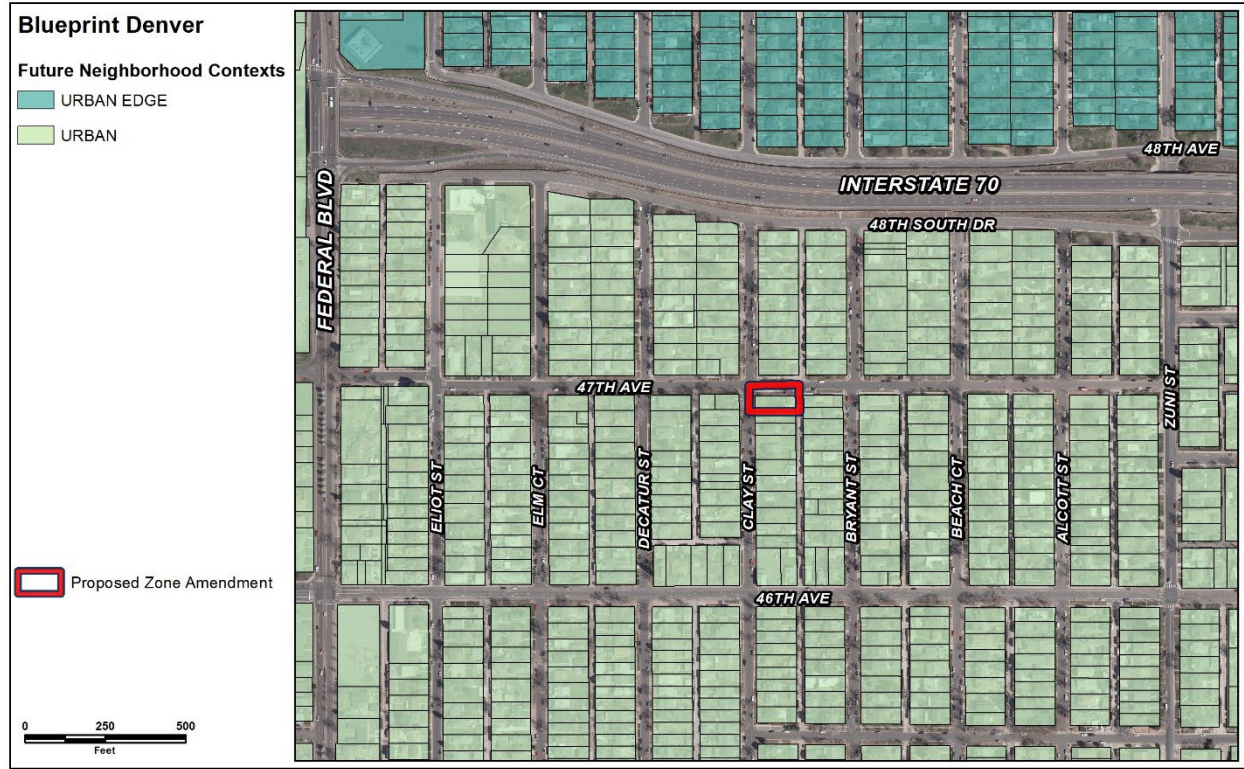 Blueprint Denver
Future Neighborhood Contexts
URBAN EDGE
URBAN
Proposed Zone Amendment
0 250 500
Feet
48TH AVE
INTERSTATE 70
48TH SOUTH DR
FEDERAL BLVD
47TH AVE
ZUNI ST
ELIOT ST
ELM CT
DECATUR ST
CLAY ST
BRYANT ST
BEACH CT
ALCOTT ST
46TH AVE